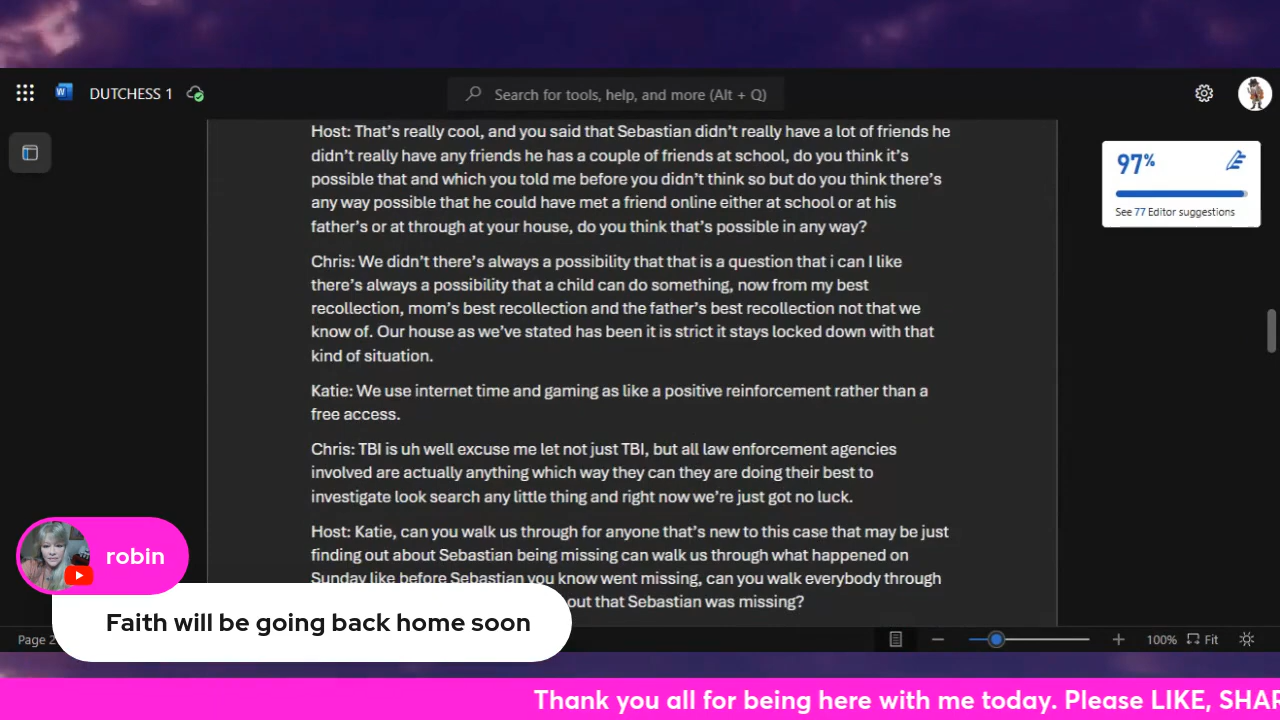 DUTCHESS 1
Search for tools, help, and more (Alt + Q)
Host: That's really cool, and you said that Sebastian didn't really have a lot of friends he
didn't really have any friends he has a couple of friends at school, do you think it's
possible that and which you told me before you didn't think so but do you think there's
any way possible that he could have met a friend online either at school or at his
father's or at through at your house, do you think that's possible in any way?
Chris: We didn't there's always a possibility that that is a question that i can I like
there's always a possibility that a child can do something, now from my best
recollection, mom's best recollection and the father's best recollection not that we
know of. Our house as we've stated has been it is strict it stays locked down with that
kind of situation.
Katie: We use internet time and gaming as like a positive reinforcement rather than a
free access.
Chris: TBI is uh well excuse me let not just TBI, but all law enforcement agencies
involved are actually anything which way they can they are doing their best to
investigate look search any little thing and right now we're just got no luck.
Host: Katie, can you walk us through for anyone that's new to this case that may be just
finding out about Sebastian being missing can walk us through what happened on
Sunday like before Sebastian you know went missing, can you walk everybody through
out that Sebastian was missing?
97%
See 77 Editor suggestions
robin
Faith will be going back home soon
Page 2
100%
Fit
Thank you all for being here with me today. Please LIKE, SHAR